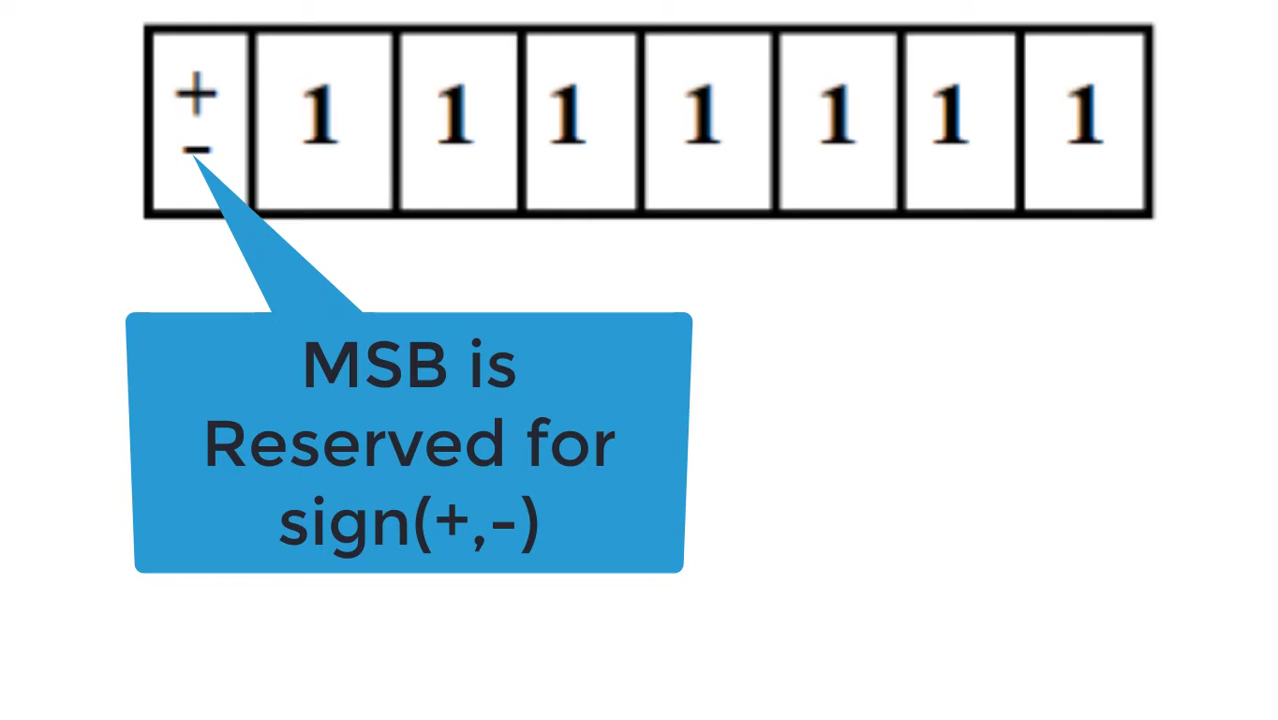 + 1 1 1 1 1 1 1
-
MSB is
Reserved for
sign(+,-)